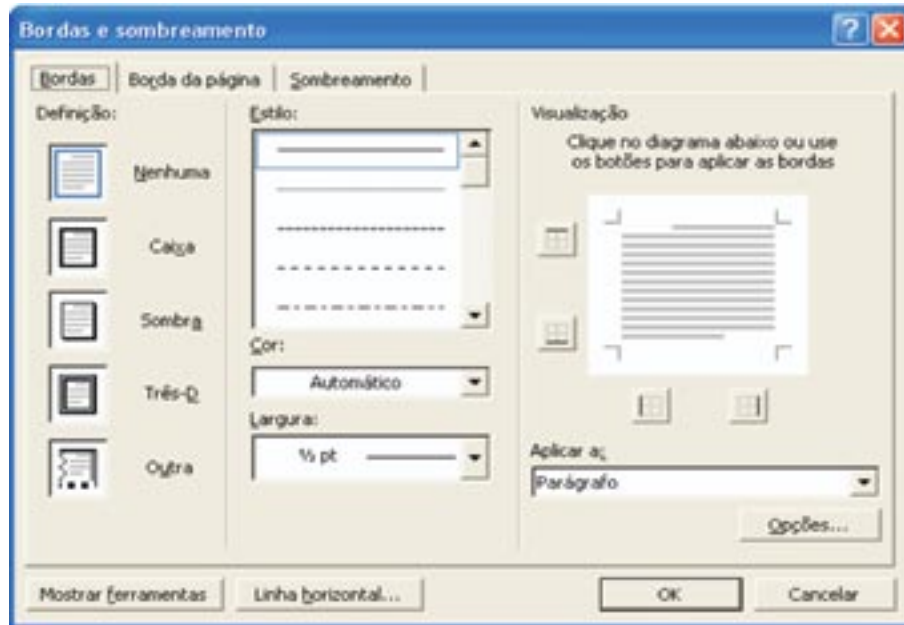 Bordas e sombreamento
Bordas
Borda da página
Sombreamento
Definição:
Nenhuma
Caixa
Sombra
Três-D
Outra
Estilo:
Cor:
Automático
Largura:
½ pt
Visualização
Clique no diagrama abaixo ou use
os botões para aplicar as bordas
Aplicar a:
Parágrafo
Opções...
Mostrar ferramentas
Linha horizontal...
OK
Cancelar